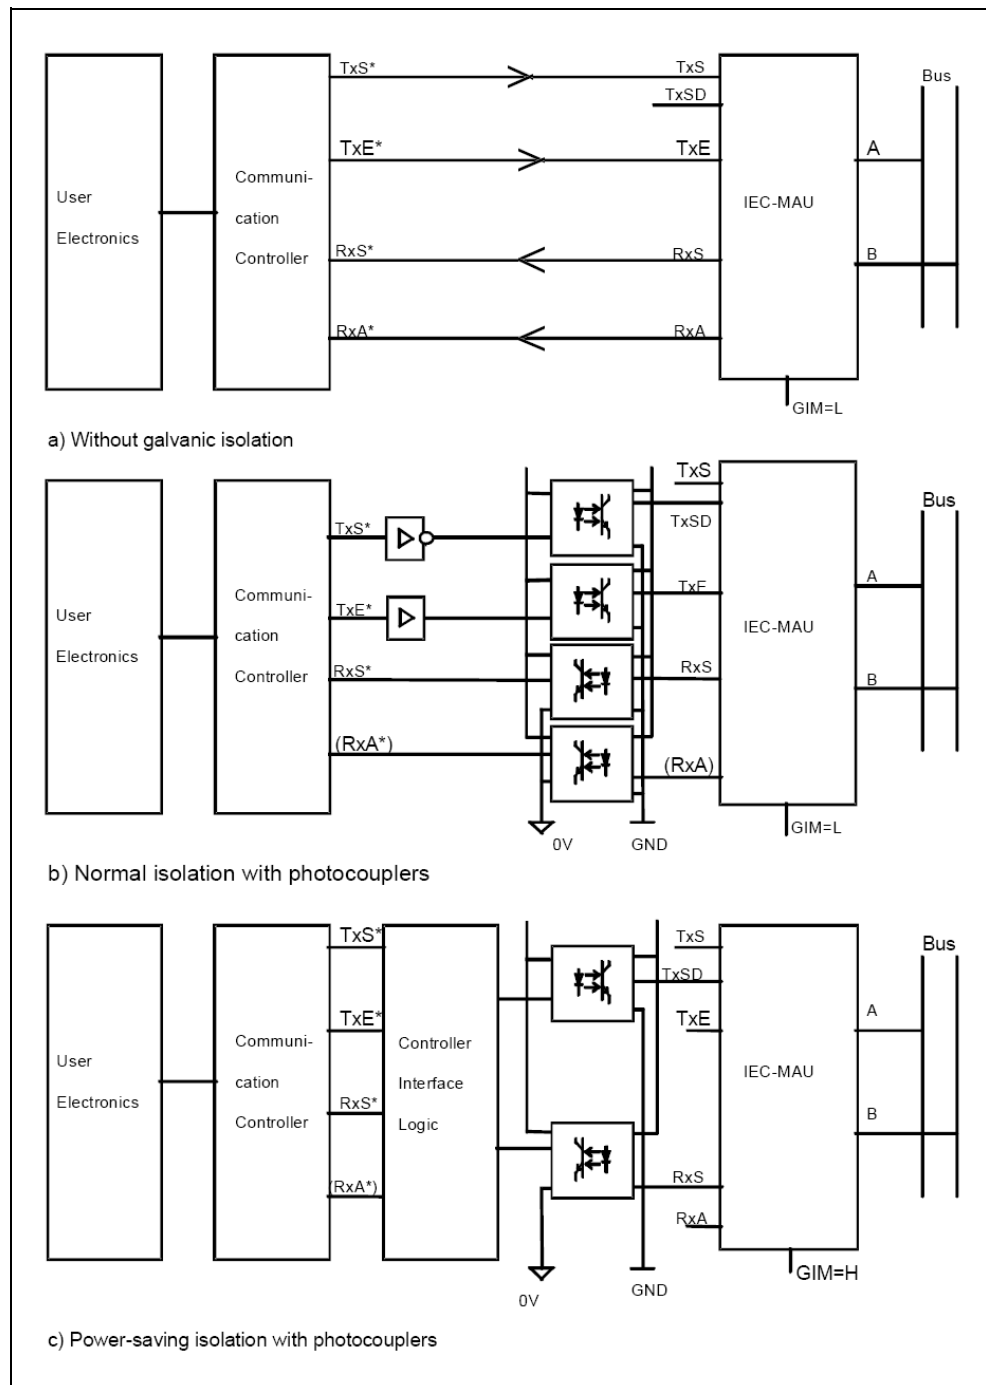 TxS*
TxS
TxSD
Bus
TxE*
TxE
A
User
Electronics
Communi-
cation
Controller
IEC-MAU
RxS*
RxS
B
RxA*
RxA
GIM=L
a) Without galvanic isolation
TxS
TxS*
TxSD
Bus
TxE*
TxE
A
User
Electronics
Communi-
cation
Controller
IEC-MAU
RxS*
RxS
B
(RxA*)
(RxA)
0V
GND
GIM=L
b) Normal isolation with photocouplers
TxS*
TxS
TxSD
Bus
TxE*
TxE
A
User
Electronics
Communi-
cation
Controller
Controller
Interface
Logic
IEC-MAU
RxS*
B
(RxA*)
RxS
RxA
0V
GND
GIM=H
c) Power-saving isolation with photocouplers